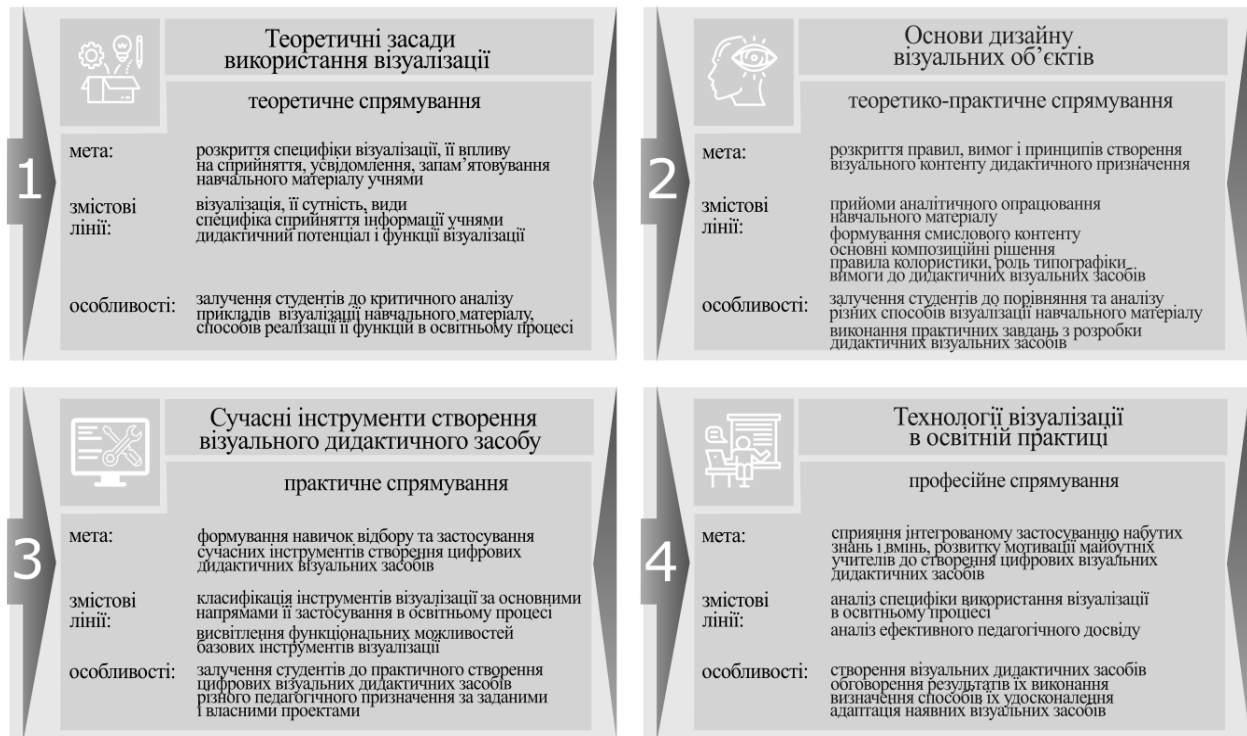 1
Теоретичні засади
використання візуалізації
теоретичне спрямування
мета:
розкриття специфіки візуалізації, її впливу
на сприйняття, усвідомлення, запам’ятовування
навчального матеріалу учнями
змістові
лінії:
візуалізація, її сутність, види
специфіка сприйняття інформації учнями
дидактичний потенціал і функції візуалізації
особливості:
залучення студентів до критичного аналізу
прикладів візуалізації навчального матеріалу,
способів реалізації її функцій в освітньому процесі
2
Основи дизайну
візуальних об’єктів
теоретико-практичне спрямування
мета:
розкриття правил, вимог і принципів створення
візуального контенту дидактичного призначення
змістові
лінії:
прийоми аналітичного опрацювання
навчального матеріалу
формування смислового контенту
основні композиційні рішення
правила колористики, роль типографіки
вимоги до дидактичних візуальних засобів
особливості:
залучення студентів до порівняння та аналізу
різних способів візуалізації навчального матеріалу
виконання практичних завдань з розробки
дидактичних візуальних засобів
3
Сучасні інструменти створення
візуального дидактичного засобу
практичне спрямування
мета:
формування навичок відбору та застосування
сучасних інструментів створення цифрових
дидактичних візуальних засобів
змістові
лінії:
класифікація інструментів візуалізації за основними
напрямами її застосування в освітньому процесі
висвітлення функціональних можливостей
базових інструментів візуалізації
особливості:
залучення студентів до практичного створення
цифрових візуальних дидактичних засобів
різного педагогічного призначення за заданими
і власними проектами
4
Технології візуалізації
в освітній практиці
професійне спрямування
мета:
сприяння інтегрованому застосуванню набутих
знань і вмінь, розвитку мотивації майбутніх
учителів до створення цифрових візуальних
дидактичних засобів
змістові
лінії:
аналіз специфіки використання візуалізації
в освітньому процесі
аналіз ефективного педагогічного досвіду
особливості:
створення візуальних дидактичних засобів
обговорення результатів їх виконання
визначення способів їх удосконалення
адаптація наявних візуальних засобів